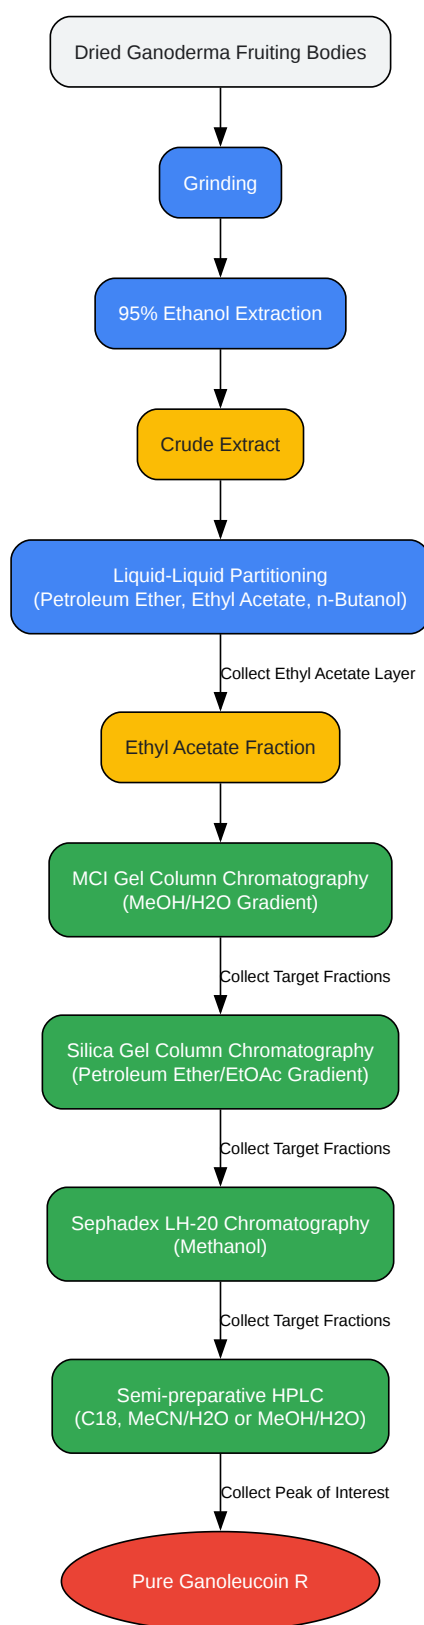 Dried Ganoderma Fruiting Bodies
Grinding
95% Ethanol Extraction
Crude Extract
Liquid-Liquid Partitioning
(Petroleum Ether, Ethyl Acetate, n-Butanol)
Collect Ethyl Acetate Layer
Ethyl Acetate Fraction
MCI Gel Column Chromatography
(MeOH/H2O Gradient)
Collect Target Fractions
Silica Gel Column Chromatography
(Petroleum Ether/EtOAc Gradient)
Collect Target Fractions
Sephadex LH-20 Chromatography
(Methanol)
Collect Target Fractions
Semi-preparative HPLC
(C18, MeCN/H2O or MeOH/H2O)
Collect Peak of Interest
Pure Ganoleucoin R